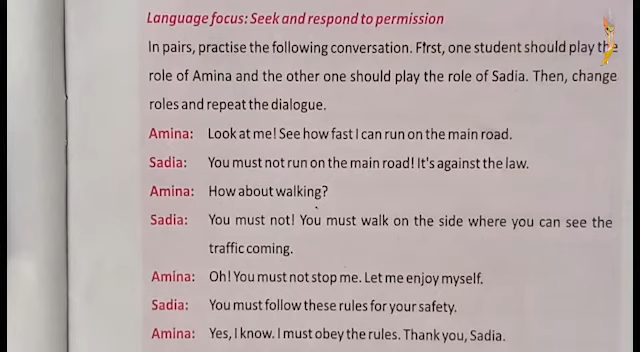 Language focus: Seek and respond to permission
In pairs, practise the following conversation. First, one student should play the
role of Amina and the other one should play the role of Sadia. Then, change
roles and repeat the dialogue.
Amina: Look at me! See how fast I can run on the main road.
Sadia: You must not run on the main road! It's against the law.
Amina: How about walking?
Sadia: You must not! You must walk on the side where you can see the
traffic coming.
Amina: Oh! You must not stop me. Let me enjoy myself.
Sadia: You must follow these rules for your safety.
Amina: Yes, I know. I must obey the rules. Thank you, Sadia.